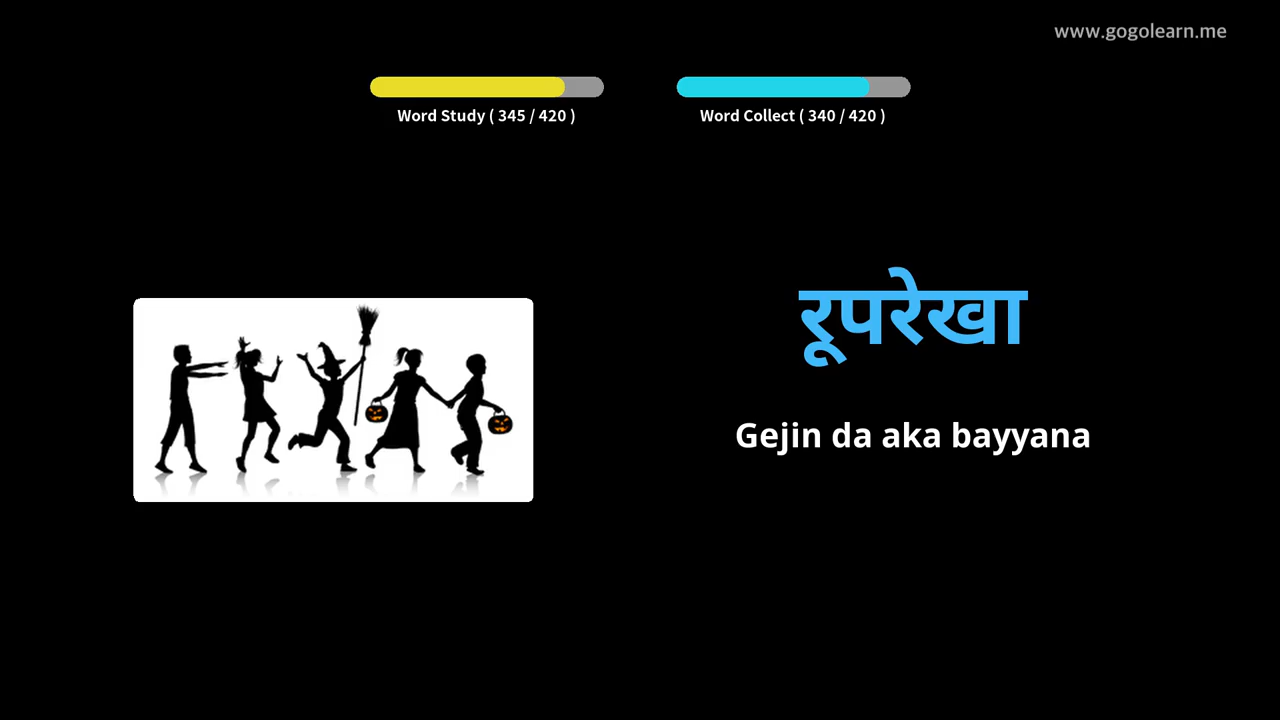 www.gogolearn.me
Word Study ( 345 / 420 )
Word Collect ( 340 / 420 )
रूपरेखा
Gejin da aka bayyana